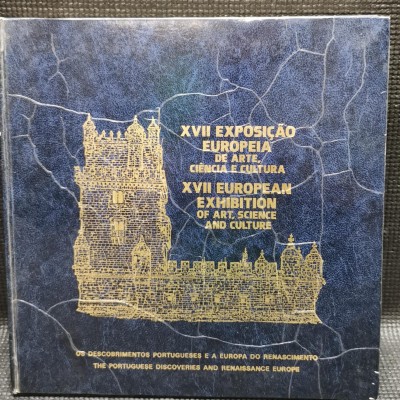 XVII EXPOSIÇÃO
EUROPEIA
DE ARTE,
CIÊNCIA E CULTURA
XVII EUROPEAN
EXHIBITION
OF ART, SCIENCE
AND CULTURE
OS DESCOBRIMENTOS PORTUGUESES E A EUROPA DO RENASCIMENTO
THE PORTUGUESE DISCOVERIES AND RENAISSANCE EUROPE